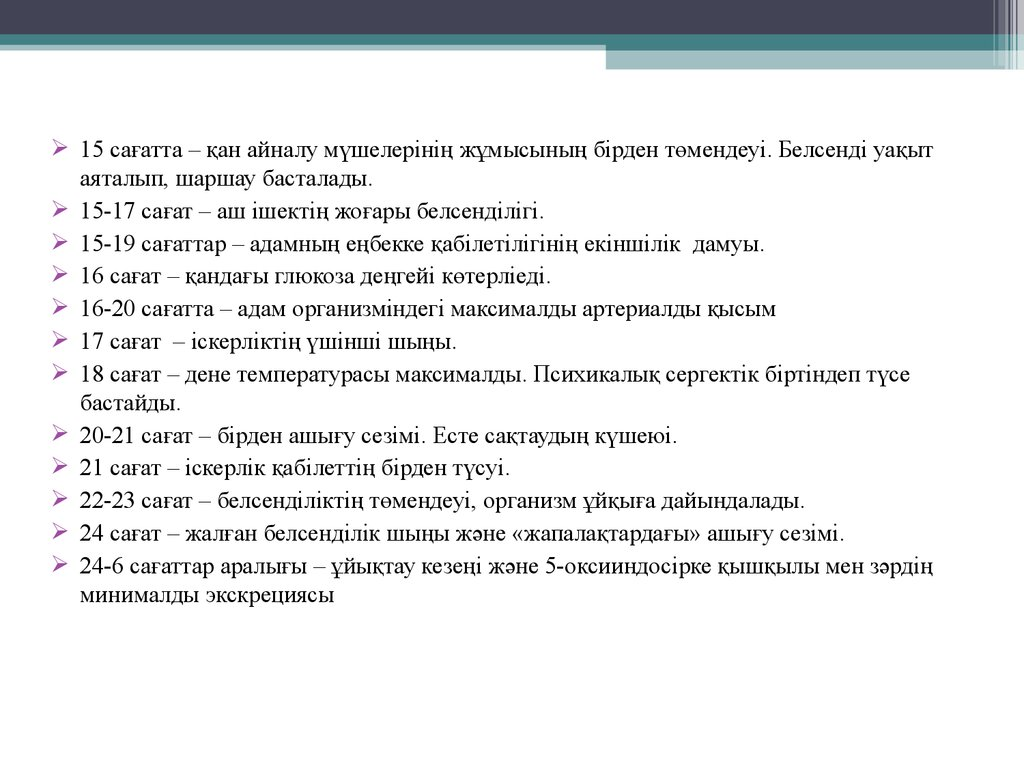 15 сағатта – қан айналу мүшелерінің жұмысының бірден төмендеуі. Белсенді уақыт
аяталып, шаршау басталады.
15-17 сағат – аш ішектің жоғары белсенділігі.
15-19 сағаттар – адамның еңбекке қабілетілігінің екіншілік  дамуы.
16 сағат – қандағы глюкоза деңгейі көтерліеді.
16-20 сағатта – адам организміндегі максималды артериалды қысым
17 сағат  – іскерліктің үшінші шыңы.
18 сағат – дене температурасы максималды. Психикалық сергектік біртіндеп түсе
бастайды.
20-21 сағат – бірден ашығу сезімі. Есте сақтаудың күшеюі.
21 сағат – іскерлік қабілеттің бірден түсуі.
22-23 сағат – белсенділіктің төмендеуі, организм ұйқыға дайындалады.
24 сағат – жалған белсенділік шыңы және «жапалақтардағы» ашығу сезімі.
24-6 сағаттар аралығы – ұйықтау кезеңі және 5-оксииндосірке қышқылы мен зәрдің
минималды экскрециясы